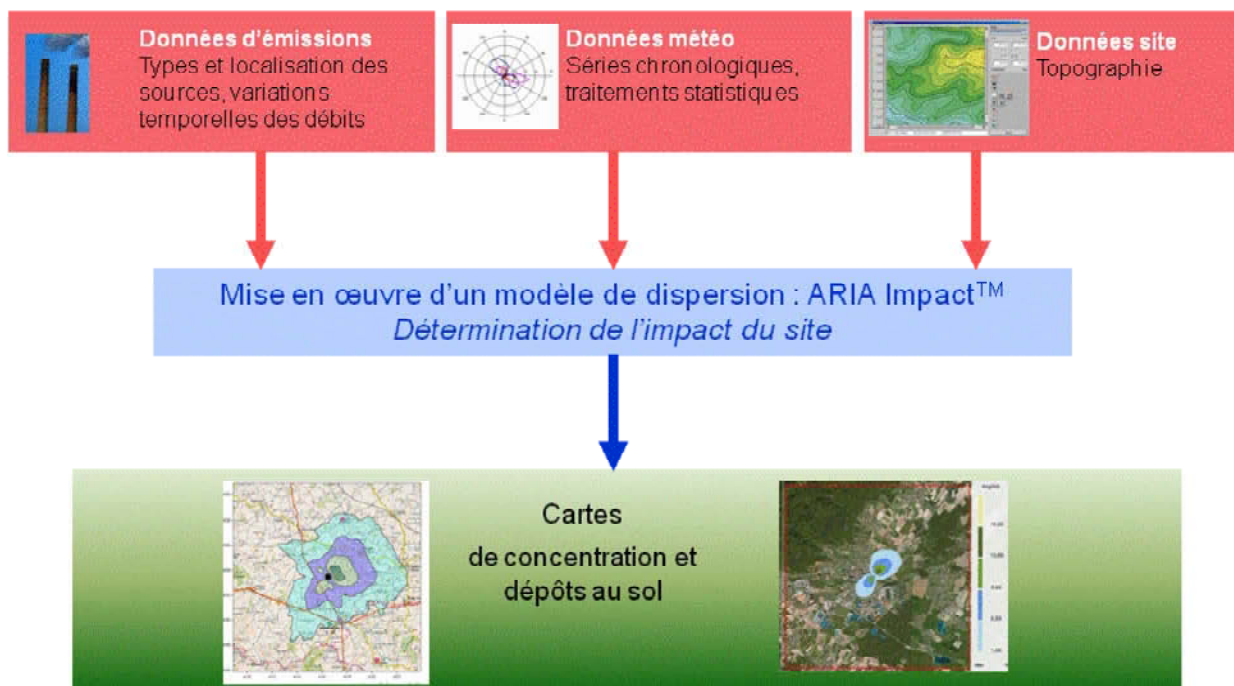 Données d'émissions
Types et localisation des
sources, variations
temporelles des débits
Données météo
Séries chronologiques,
traitements statistiques
Données site
Topographie
Mise en œuvre d'un modèle de dispersion : ARIA Impact™
Détermination de l'impact du site
Cartes
de concentration et
dépôts au sol